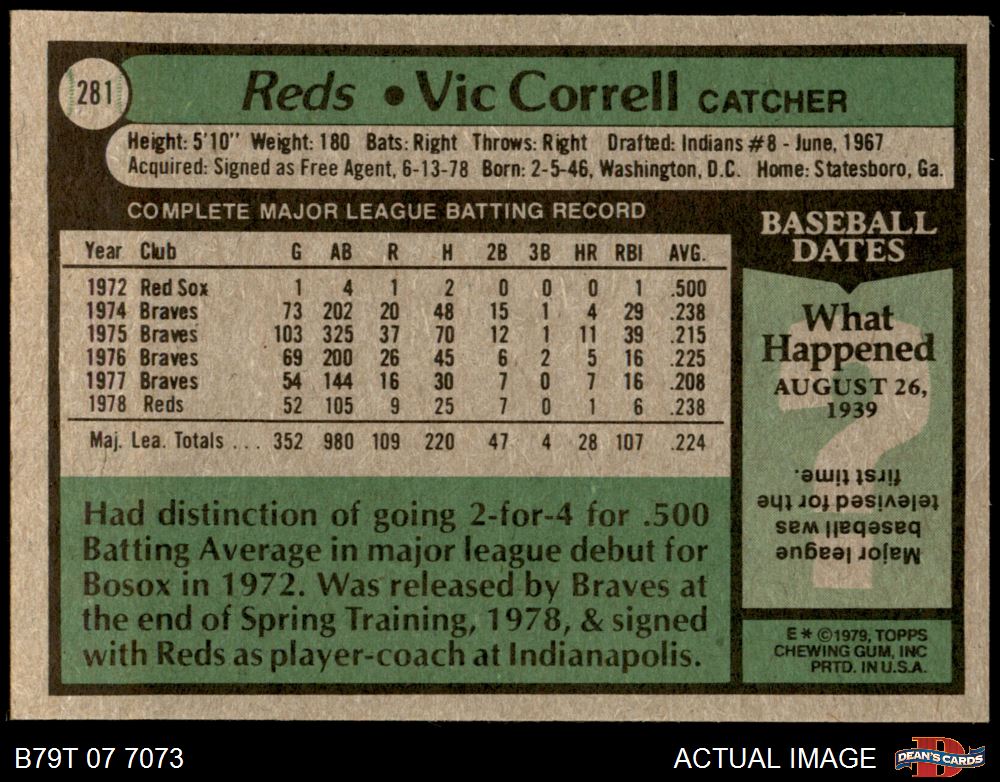 281
Reds • Vic Correll CATCHER
Height: 5'10" Weight: 180 Bats: Right Throws: Right Drafted: Indians #8 - June, 1967
Acquired: Signed as Free Agent, 6-13-78 Born: 2-5-46, Washington, D.C. Home: Statesboro, Ga.
COMPLETE MAJOR LEAGUE BATTING RECORD
Year Club G AB R H 2B 3B HR RBI AVG.
1972 Red Sox 1 4 1 2 0 0 0 1 .500
1974 Braves 73 202 20 48 15 1 4 29 .238
1975 Braves 103 325 37 70 12 1 11 39 .215
1976 Braves 69 200 26 45 6 2 5 16 .225
1977 Braves 54 144 16 30 7 0 7 16 .208
1978 Reds 52 105 9 25 7 0 1 6 .238
Maj. Lea. Totals ... 352 980 109 220 47 4 28 107 .224
Had distinction of going 2-for-4 for .500
Batting Average in major league debut for
Bosox in 1972. Was released by Braves at
the end of Spring Training, 1978, & signed
with Reds as player-coach at Indianapolis.
BASEBALL
DATES
What
Happened
AUGUST 26,
1939
?
Major league
baseball was
televised for the
first time.
E * ©1979, TOPPS
CHEWING GUM, INC
PRTD. IN U.S.A.
B79T 07 7073
ACTUAL IMAGE
D
DEAN'S CARDS